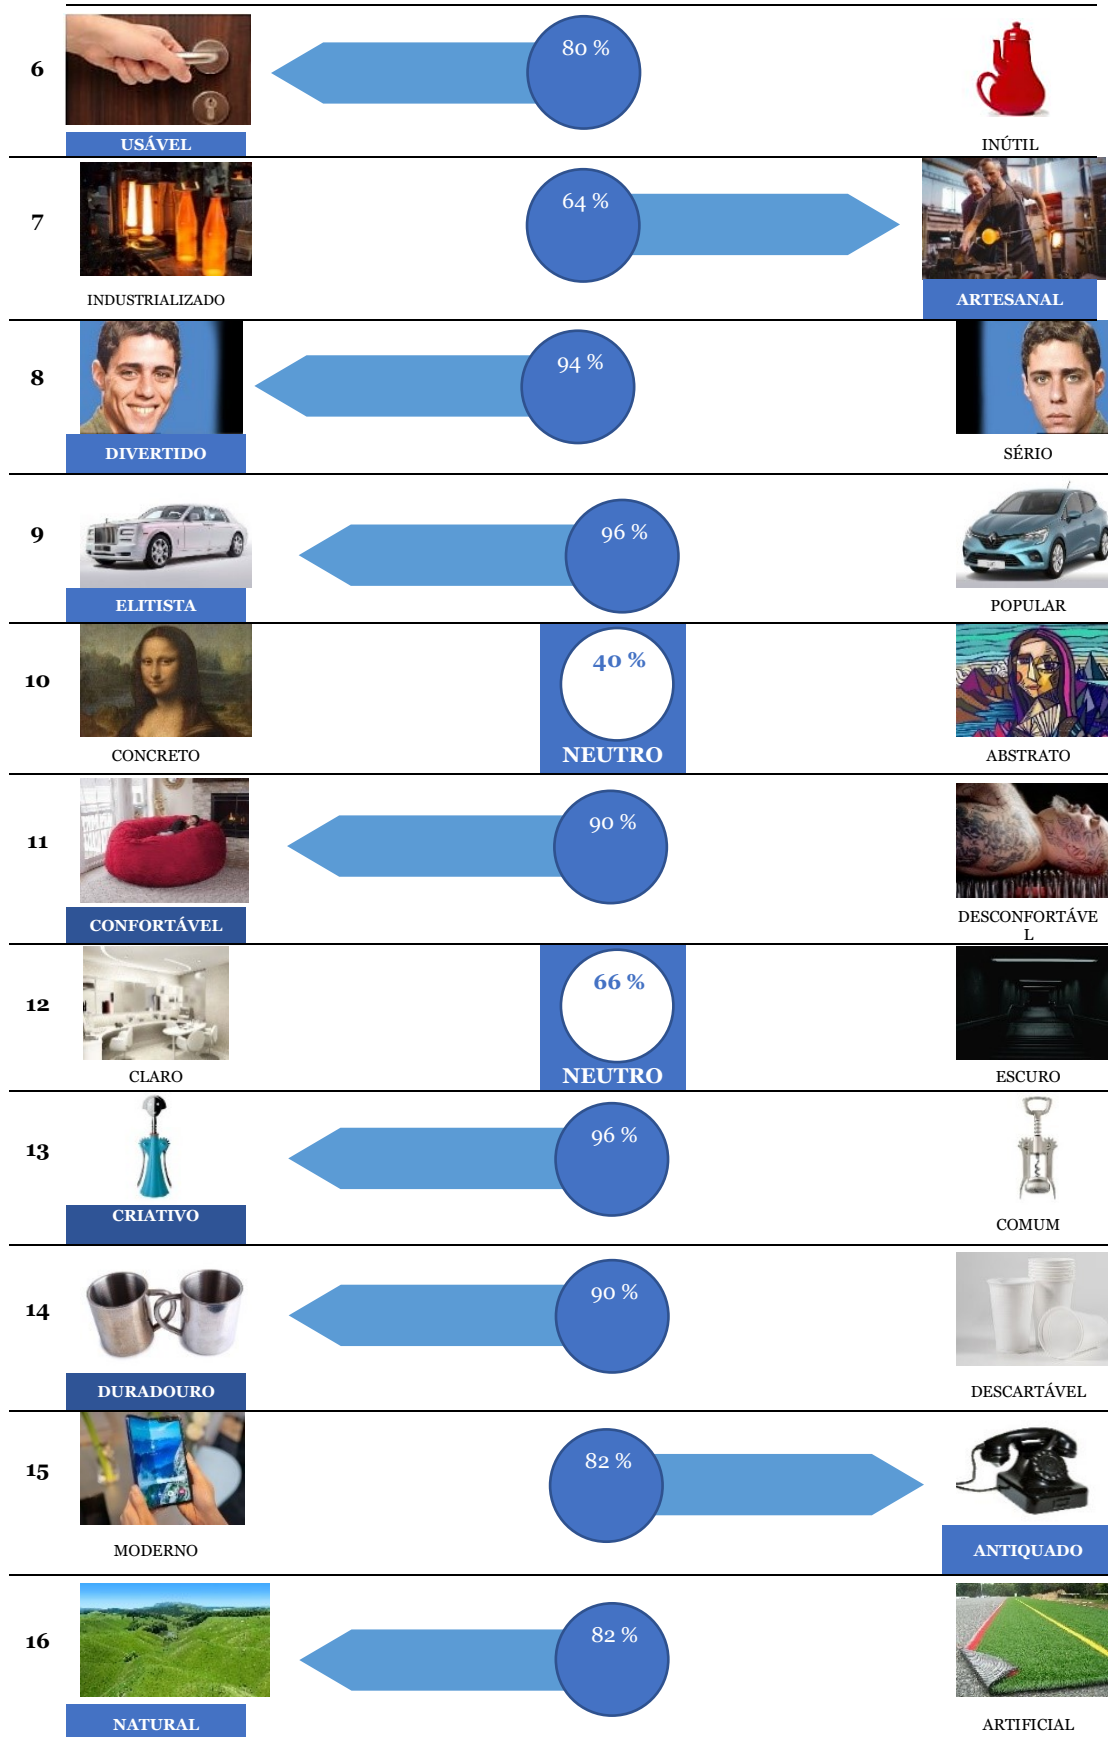 6
80 %
USÁVEL
INÚTIL
7
64 %
INDUSTRIALIZADO
ARTESANAL
8
94 %
DIVERTIDO
SÉRIO
9
96 %
ELITISTA
POPULAR
10
40 %
CONCRETO
NEUTRO
ABSTRATO
11
90 %
CONFORTÁVEL
DESCONFORTÁVE
L
12
66 %
CLARO
NEUTRO
ESCURO
13
96 %
CRIATIVO
COMUM
14
90 %
DURADOURO
DESCARTÁVEL
15
82 %
MODERNO
ANTIQUADO
16
82 %
NATURAL
ARTIFICIAL